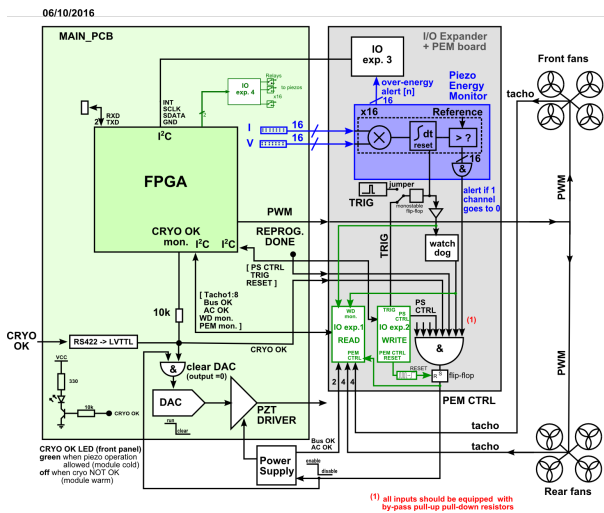 06/10/2016
MAIN_PCB
I/O Expander
+ PEM board
IO
exp. 3
IO
exp. 4
Relays
to piezos
x16
2
over-energy
alert [n]
16
Piezo
Energy
Monitor
Front fans
tacho
RXD
TXD
2
INT
SCLK
SDATA
GND
I²C
FPGA
CRYO OK
mon.
I²C
I²C
I
16
V
16
x16
Reference
∫dt
reset
> ?
16
&
alert if 1
channel
goes to 0
jumper
TRIG
monostable
flip-flop
PWM
PWM
REPROG.
DONE
watch
dog
TRIG
[ PS CTRL
TRIG
RESET ]
[ Tacho1:8
Bus OK
AC OK
WD mon.
PEM mon. ]
10k
CRYO OK
RS422 -> LVTTL
CRYO OK
WD
mon.
IO exp.1
READ
PEM
CTRL
TRIG
PS
CTRL
IO exp.2
WRITE
PEM CTRL
RESET
PS
CTRL
(1)
&
RESET
R
S
flip-flop
PEM CTRL
2
4
4
PWM
VCC
330
10k
CRYO OK
&
clear DAC
(output =0)
DAC
run
clear
PZT
DRIVER
tacho
tacho
Bus OK
AC OK
enable
disable
Power
Supply
CRYO OK LED (front panel)
green when piezo operation
allowed (module cold)
off when cryo NOT OK
(module warm)
Rear fans
(1) all inputs should be equipped with
by-pass pull-up pull-down resistors